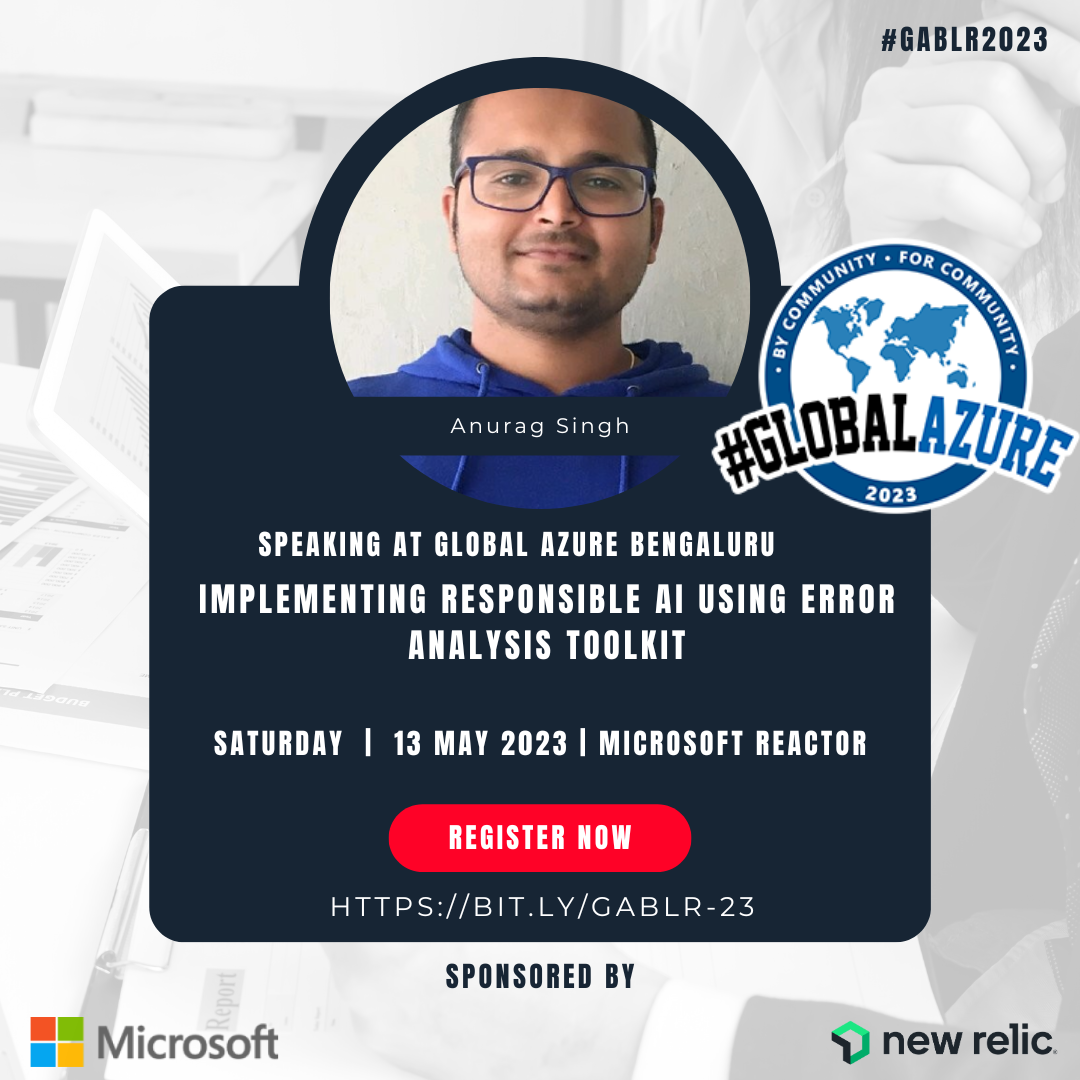 #GABLR2023
BY COMMUNITY • FOR COMMUNITY
#GLOBALAZURE
2023
Anurag Singh
SPEAKING AT GLOBAL AZURE BENGALURU
IMPLEMENTING RESPONSIBLE AI USING ERROR
ANALYSIS TOOLKIT
SATURDAY | 13 MAY 2023 | MICROSOFT REACTOR
REGISTER NOW
HTTPS://BIT.LY/GABLR-23
SPONSORED BY
Report
Microsoft
new relic